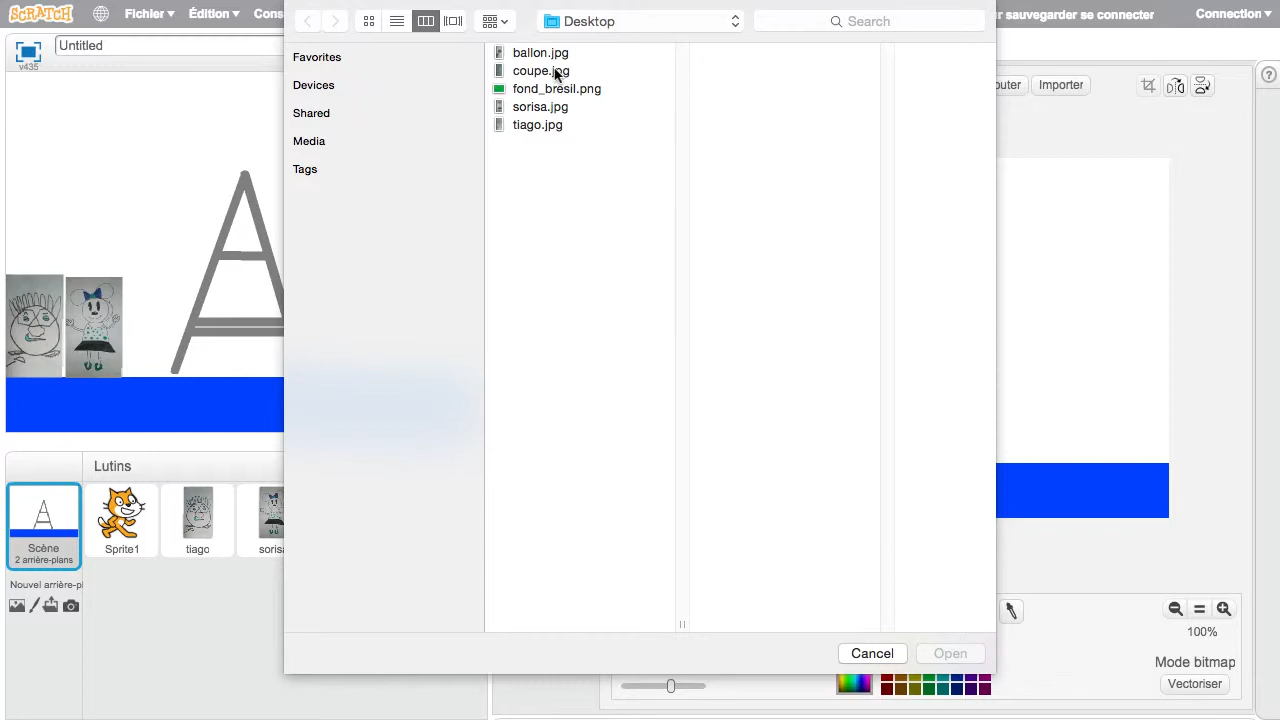 SCRATCH Fichier Édition Cons
Desktop
Search
r sauvegarder se connecter
Connection
v435
Untitled
Favorites
Devices
Shared
Media
Tags
ballon.jpg
coupe.jpg
fond_bresil.png
sorisa.jpg
tiago.jpg
outer
Importer
?
A
Lutins
Scène
2 arrière-plans
Sprite1
tiago
soris
Nouvel arrière-pl
Cancel
Open
100%
Mode bitmap
Vectoriser